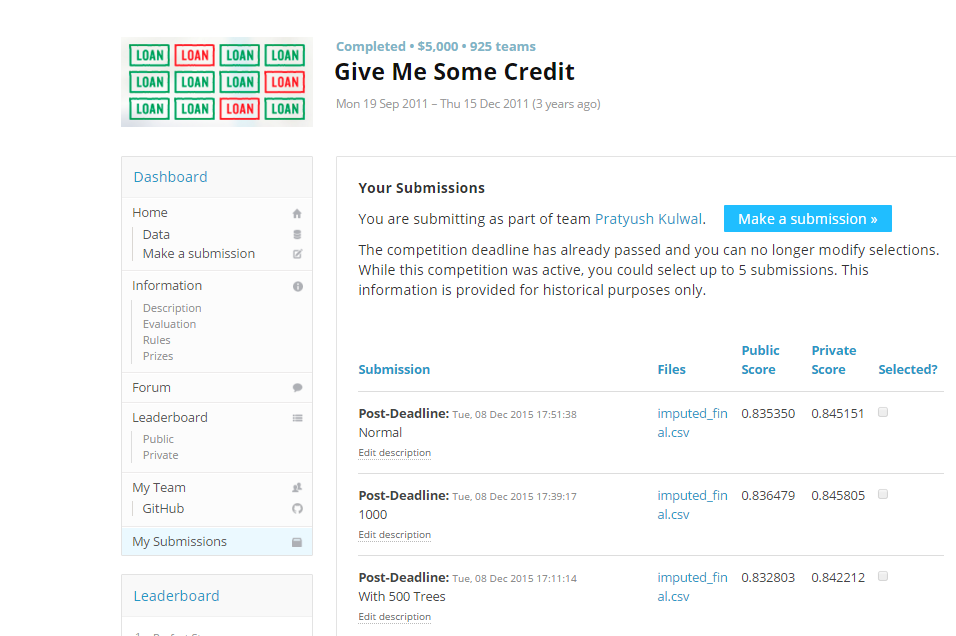 LOAN LOAN LOAN LOAN
LOAN LOAN LOAN LOAN
LOAN LOAN LOAN LOAN
Completed • $5,000 • 925 teams
Give Me Some Credit
Mon 19 Sep 2011 – Thu 15 Dec 2011 (3 years ago)
Dashboard
Home
Data
Make a submission
Information
Description
Evaluation
Rules
Prizes
Forum
Leaderboard
Public
Private
My Team
GitHub
My Submissions
Leaderboard
Your Submissions
You are submitting as part of team Pratyush Kulwal. Make a submission »
The competition deadline has already passed and you can no longer modify selections.
While this competition was active, you could select up to 5 submissions. This
information is provided for historical purposes only.
Public Private
Submission Files Score Score Selected?
Post-Deadline: Tue, 08 Dec 2015 17:51:38 imputed_fin 0.835350 0.845151
Normal al.csv
Edit description
Post-Deadline: Tue, 08 Dec 2015 17:39:17 imputed_fin 0.836479 0.845805
1000 al.csv
Edit description
Post-Deadline: Tue, 08 Dec 2015 17:11:14 imputed_fin 0.832803 0.842212
With 500 Trees al.csv
Edit description